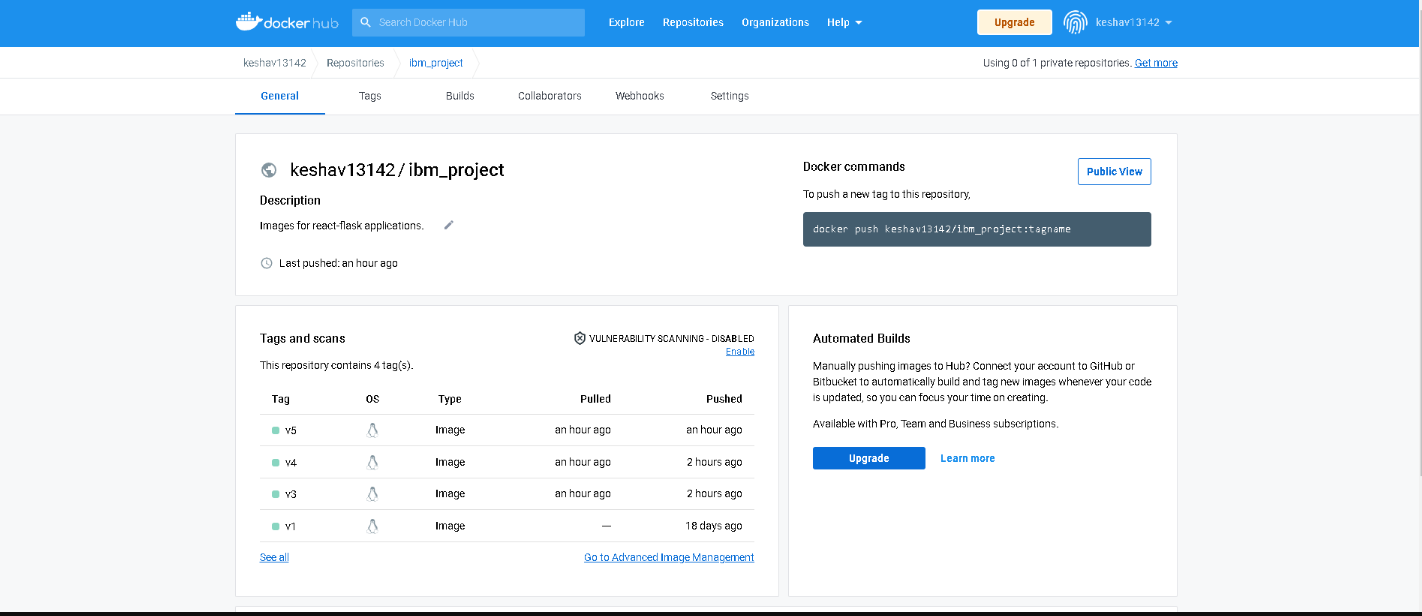 dockerhub Search Docker Hub Explore Repositories Organizations Help Upgrade keshav13142
keshav13142 Repositories ibm_project Using 0 of 1 private repositories. Get more
General Tags Builds Collaborators Webhooks Settings
keshav13142 / ibm_project
Description
Images for react-flask applications.
Last pushed: an hour ago
Docker commands
Public View
To push a new tag to this repository,
docker push keshav13142/ibm_project:tagname
Tags and scans
VULNERABILITY SCANNING - DISABLED
Enable
This repository contains 4 tag(s).
Tag OS Type Pulled Pushed
v5 Image an hour ago an hour ago
v4 Image an hour ago 2 hours ago
v3 Image an hour ago 2 hours ago
v1 Image — 18 days ago
See all Go to Advanced Image Management
Automated Builds
Manually pushing images to Hub? Connect your account to GitHub or
Bitbucket to automatically build and tag new images whenever your code
is updated, so you can focus your time on creating.
Available with Pro, Team and Business subscriptions.
Upgrade Learn more